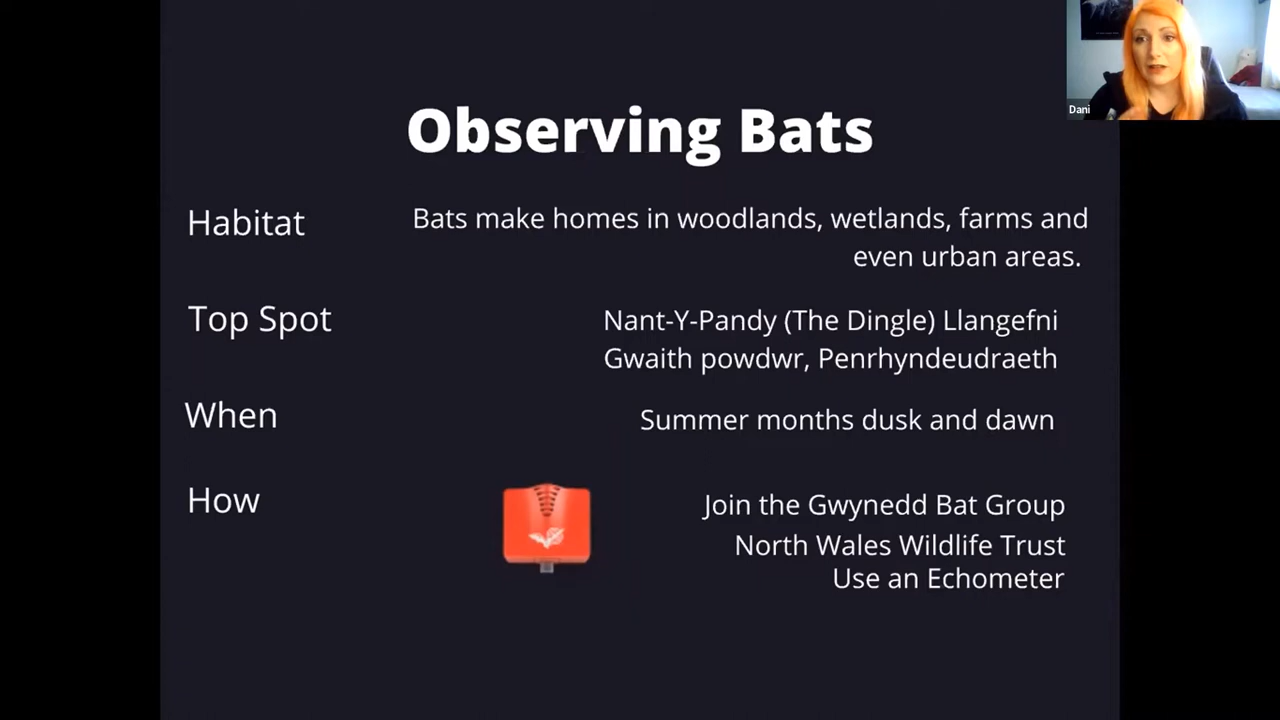 Dani
Observing Bats
Habitat
Bats make homes in woodlands, wetlands, farms and
even urban areas.
Top Spot
Nant-Y-Pandy (The Dingle) Llangefni
Gwaith powdwr, Penrhyndeudraeth
When
Summer months dusk and dawn
How
Join the Gwynedd Bat Group
North Wales Wildlife Trust
Use an Echometer